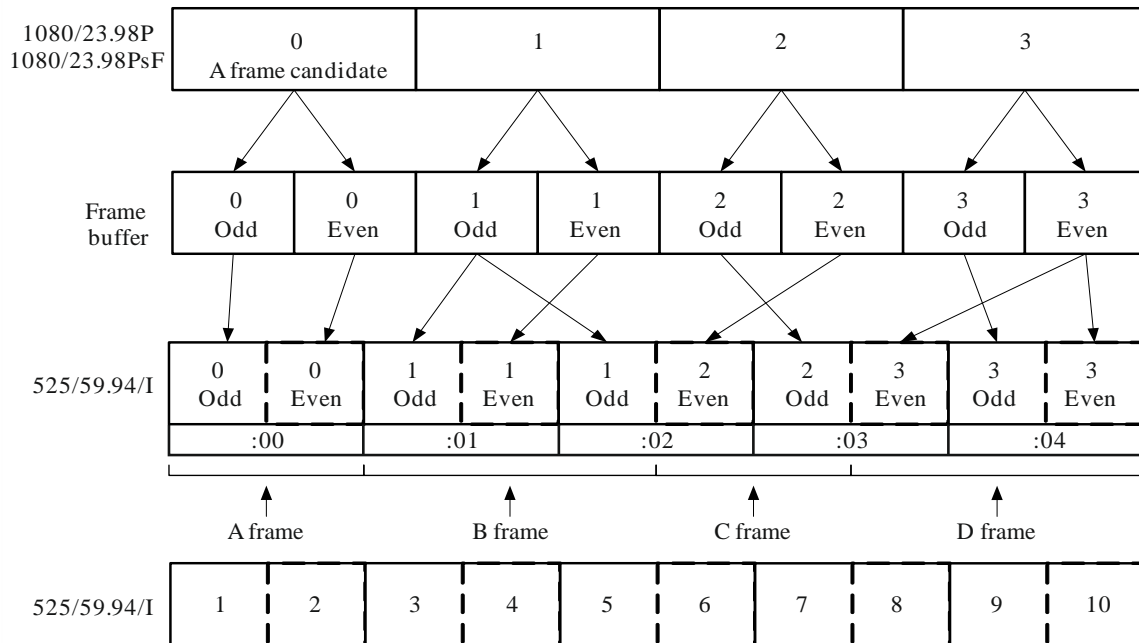 1080/23.98P
1080/23.98PsF
0
A frame candidate
1
2
3
Frame
buffer
0
Odd
0
Even
1
Odd
1
Even
2
Odd
2
Even
3
Odd
3
Even
525/59.94/I
0
Odd
0
Even
1
Odd
1
Even
1
Odd
2
Even
2
Odd
3
Even
3
Odd
3
Even
:00
:01
:02
:03
:04
A frame
B frame
C frame
D frame
525/59.94/I
1
2
3
4
5
6
7
8
9
10